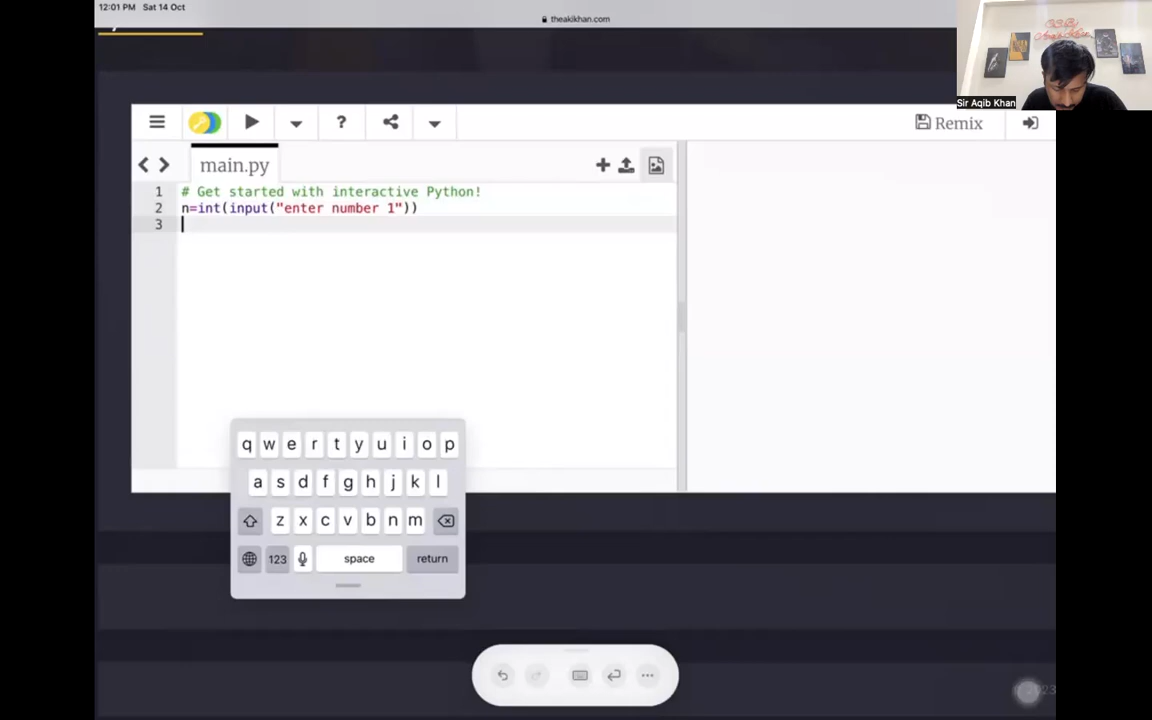 12:01 PM Sat 14 Oct
theakikhan.com
Sir Aqib Khan
?
Remix
main.py
1 # Get started with interactive Python!
2 n=int(input("enter number 1"))
3
q w e r t y u i o p
a s d f g h j k l
z x c v b n m
123 space return
2023